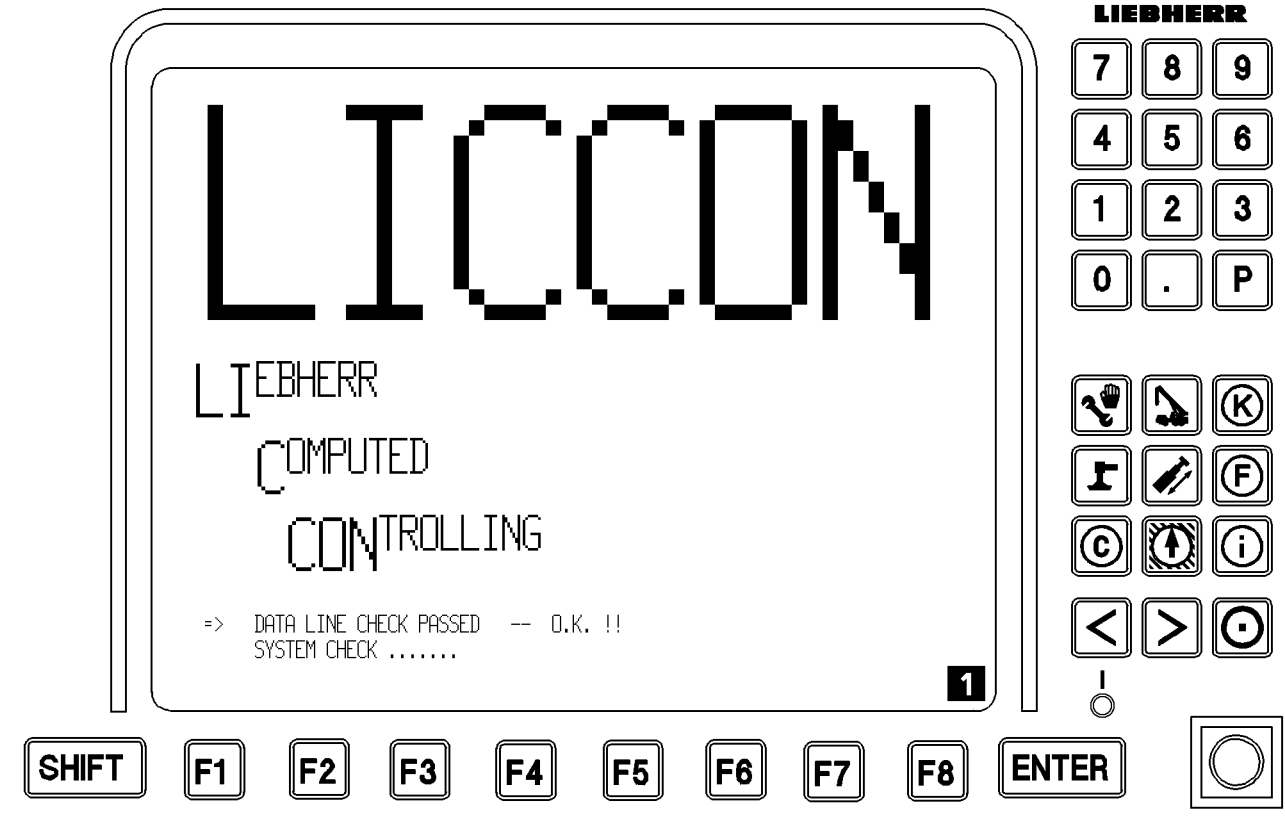 LIEBHERR
LICCON
7 8 9
4 5 6
1 2 3
0 . P
LIEBHERR
COMPUTED
CONTROLLING
K
F
C i
=> DATA LINE CHECK PASSED -- O.K. !!
SYSTEM CHECK .......
< >
1
I
SHIFT F1 F2 F3 F4 F5 F6 F7 F8 ENTER